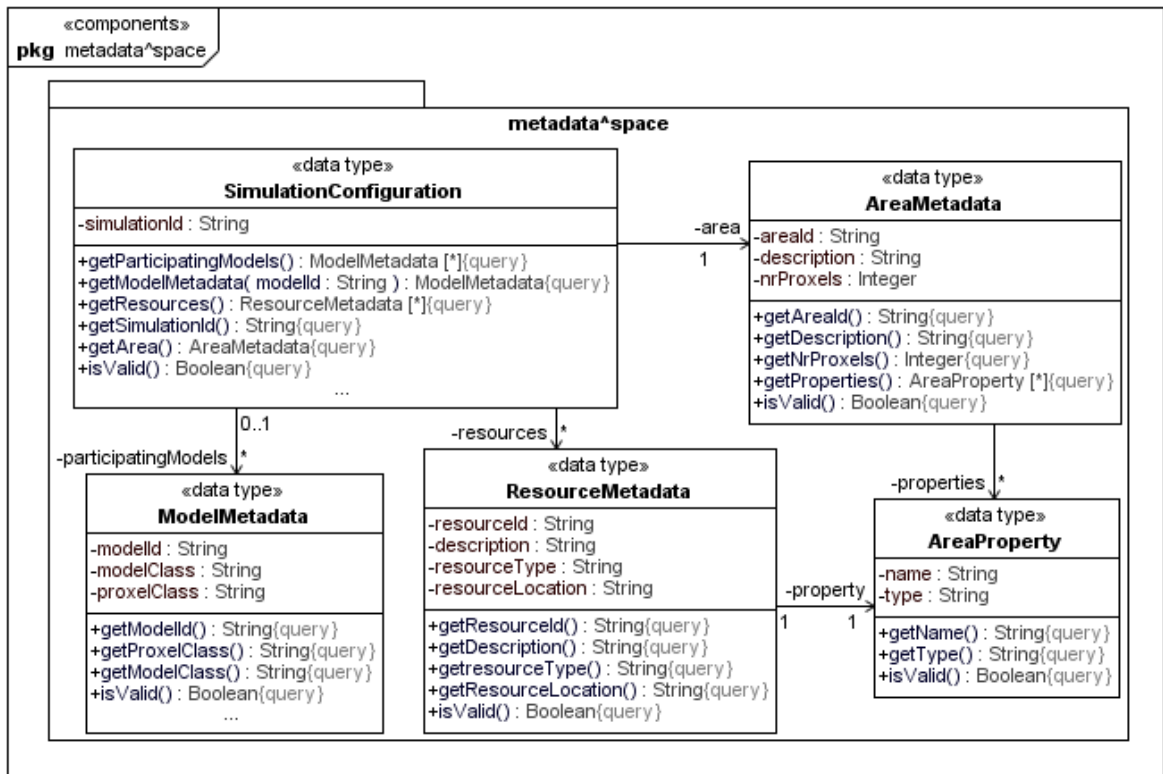 «components»
pkg metadata^space
metadata^space
«data type»
SimulationConfiguration
-simulationId : String
+getParticipatingModels() : ModelMetadata [*]{query}
+getModelMetadata( modelId : String ) : ModelMetadata{query}
+getResources() : ResourceMetadata [*]{query}
+getSimulationId() : String{query}
+getArea() : AreaMetadata{query}
+isValid() : Boolean{query}
...
-area
1
«data type»
AreaMetadata
-areaId : String
-description : String
-nrProxels : Integer
+getAreaId() : String{query}
+getDescription() : String{query}
+getNrProxels() : Integer{query}
+getProperties() : AreaProperty [*]{query}
+isValid() : Boolean{query}
0..1
-participatingModels *
-resources *
-properties *
«data type»
ModelMetadata
-modelId : String
-modelClass : String
-proxelClass : String
+getModelId() : String{query}
+getProxelClass() : String{query}
+getModelClass() : String{query}
+isValid() : Boolean{query}
...
«data type»
ResourceMetadata
-resourceId : String
-description : String
-resourceType : String
-resourceLocation : String
+getResourceId() : String{query}
+getDescription() : String{query}
+getresourceType() : String{query}
+getResourceLocation() : String{query}
+isValid() : Boolean{query}
-property
1 1
«data type»
AreaProperty
-name : String
-type : String
+getName() : String{query}
+getType() : String{query}
+isValid() : Boolean{query}